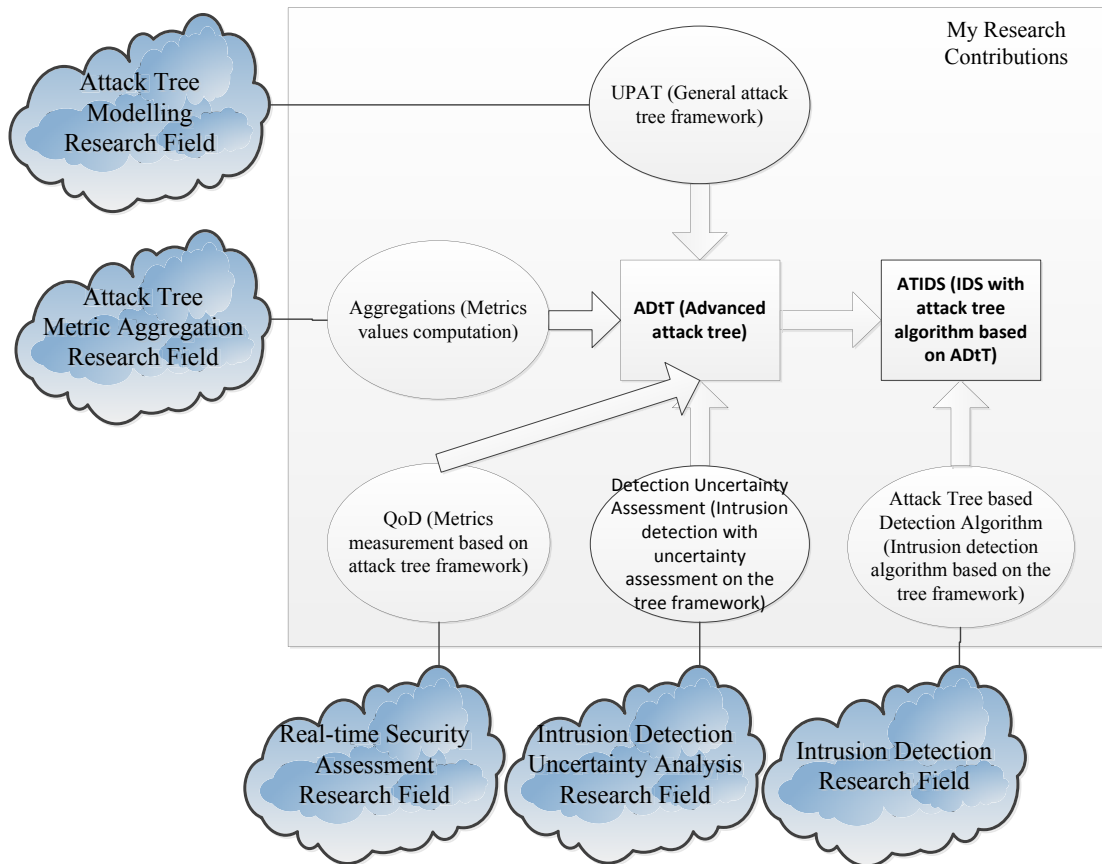 My Research
Contributions
Attack Tree
Modelling
Research Field
UPAT (General attack
tree framework)
Attack Tree
Metric Aggregation
Research Field
Aggregations (Metrics
values computation)
ADtT (Advanced
attack tree)
ATIDS (IDS with
attack tree
algorithm based
on ADtT)
QoD (Metrics
measurement based on
attack tree framework)
Detection Uncertainty
Assessment (Intrusion
detection with
uncertainty
assessment on the
tree framework)
Attack Tree based
Detection Algorithm
(Intrusion detection
algorithm based on the
tree framework)
Real-time Security
Assessment
Research Field
Intrusion Detection
Uncertainty Analysis
Research Field
Intrusion Detection
Research Field